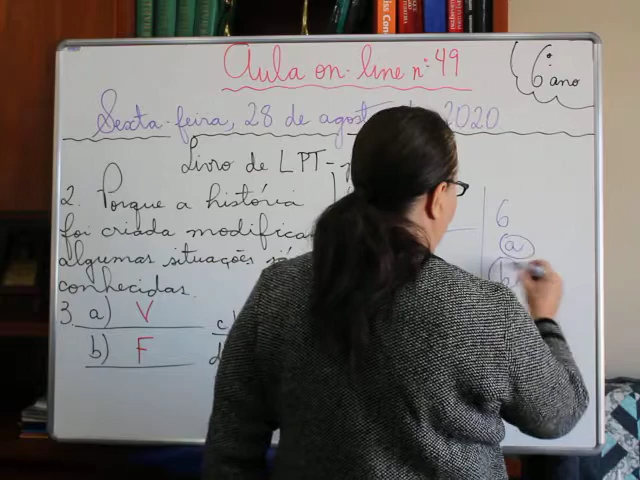 Aula on-line nº 49
6º ano
Sexta-feira, 28 de agos 2020
Livro de LPT-
2. Porque a história
foi criada modifica
algumas situações
conhecidas.
3. a) V
b) F
c)
d
6
a
b